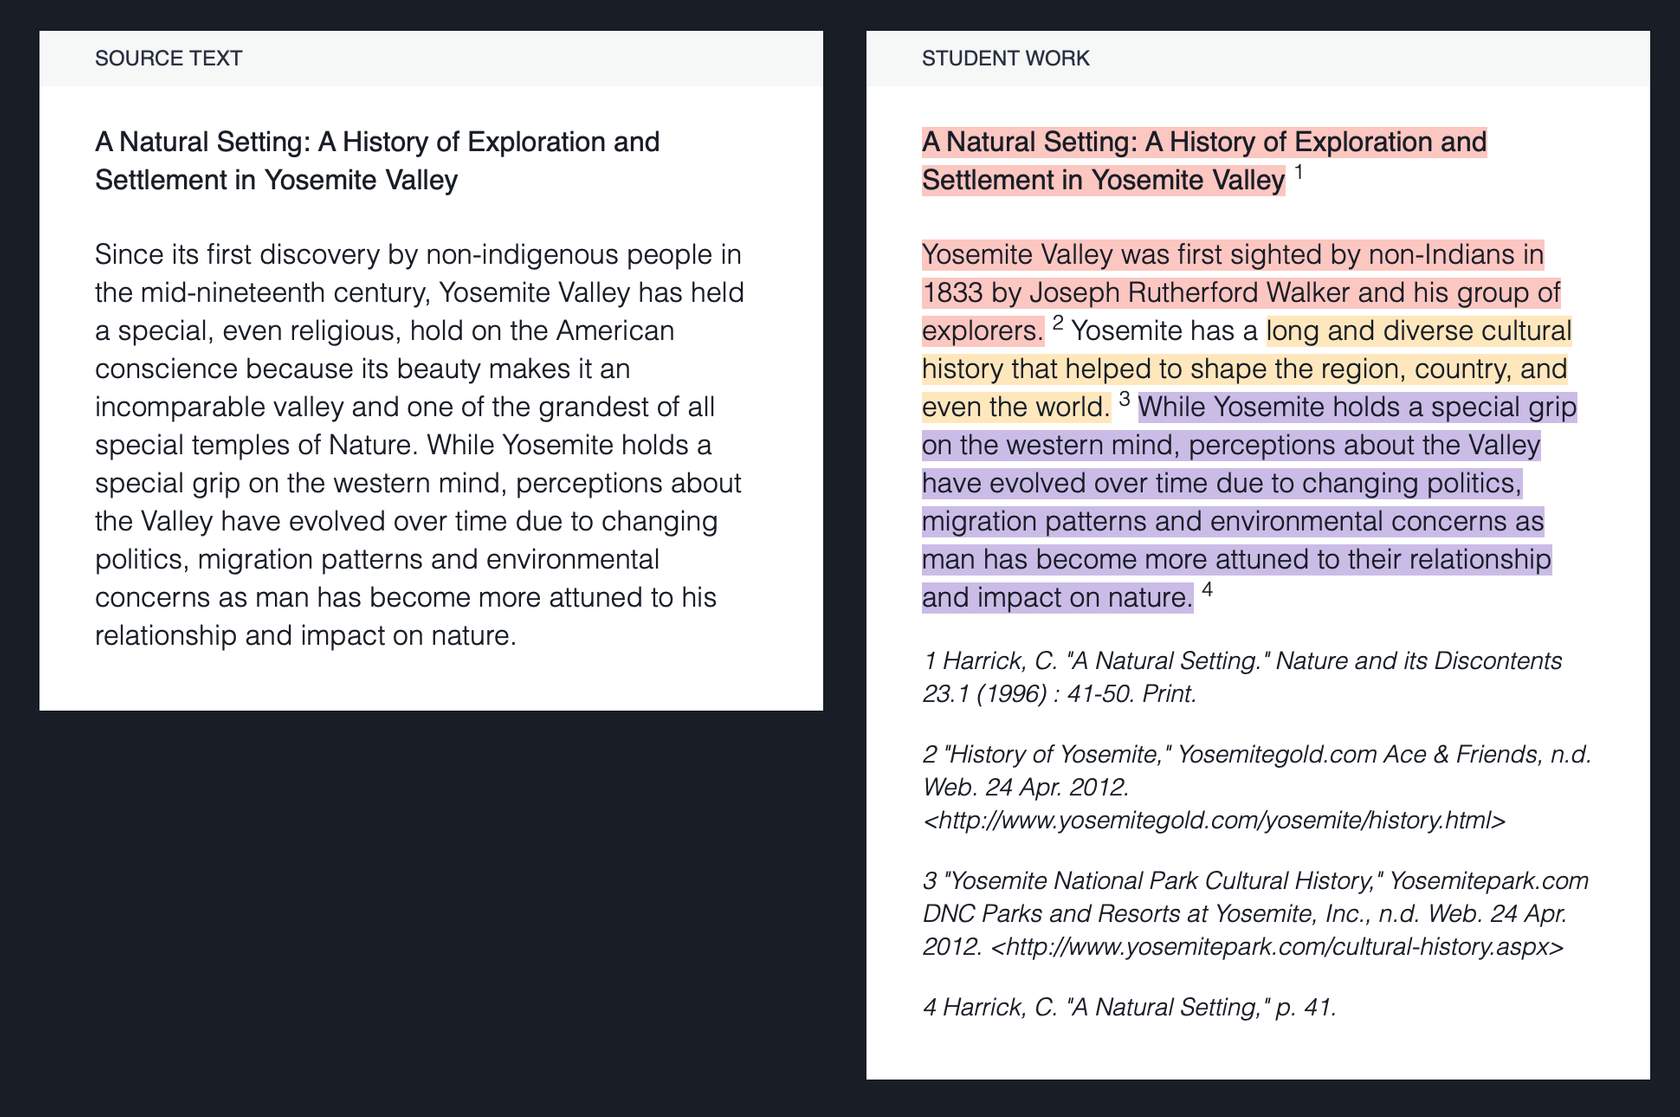 SOURCE TEXT
A Natural Setting: A History of Exploration and
Settlement in Yosemite Valley
Since its first discovery by non-indigenous people in
the mid-nineteenth century, Yosemite Valley has held
a special, even religious, hold on the American
conscience because its beauty makes it an
incomparable valley and one of the grandest of all
special temples of Nature. While Yosemite holds a
special grip on the western mind, perceptions about
the Valley have evolved over time due to changing
politics, migration patterns and environmental
concerns as man has become more attuned to his
relationship and impact on nature.
STUDENT WORK
A Natural Setting: A History of Exploration and
Settlement in Yosemite Valley 1
Yosemite Valley was first sighted by non-Indians in
1833 by Joseph Rutherford Walker and his group of
explorers. 2 Yosemite has a long and diverse cultural
history that helped to shape the region, country, and
even the world. 3 While Yosemite holds a special grip
on the western mind, perceptions about the Valley
have evolved over time due to changing politics,
migration patterns and environmental concerns as
man has become more attuned to their relationship
and impact on nature. 4
1 Harrick, C. "A Natural Setting." Nature and its Discontents
23.1 (1996) : 41-50. Print.
2 "History of Yosemite," Yosemitegold.com Ace & Friends, n.d.
Web. 24 Apr. 2012.
<http://www.yosemitegold.com/yosemite/history.html>
3 "Yosemite National Park Cultural History," Yosemitepark.com
DNC Parks and Resorts at Yosemite, Inc., n.d. Web. 24 Apr.
2012. <http://www.yosemitepark.com/cultural-history.aspx>
4 Harrick, C. "A Natural Setting," p. 41.